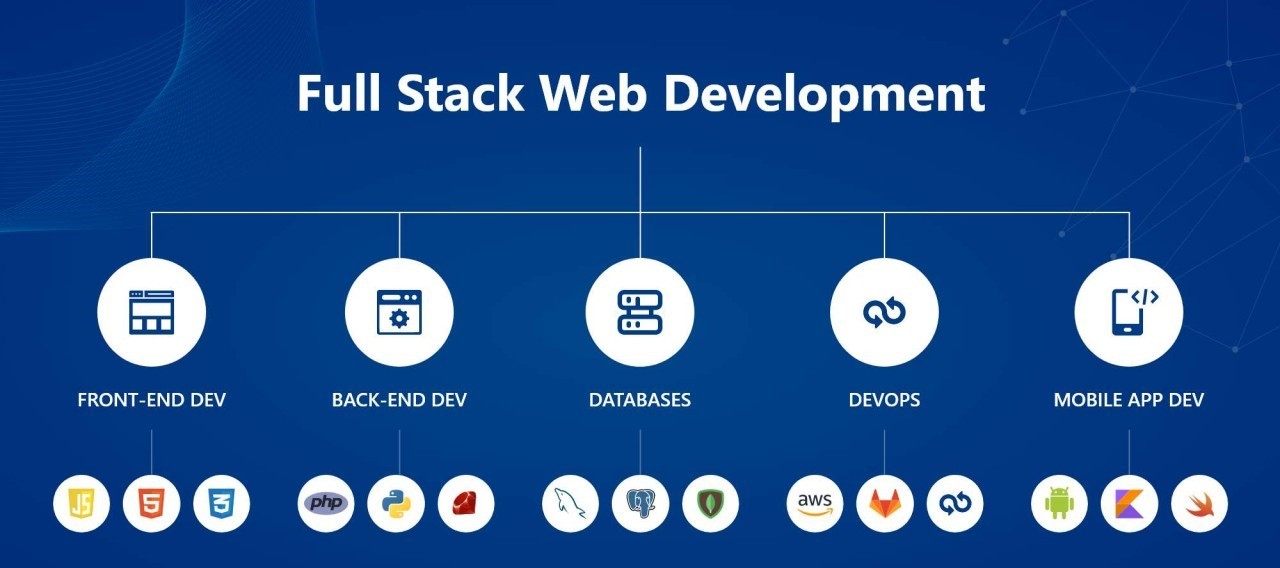 Full Stack Web Development
FRONT-END DEV
BACK-END DEV
DATABASES
DEVOPS
MOBILE APP DEV
JS
5
3
php
aws